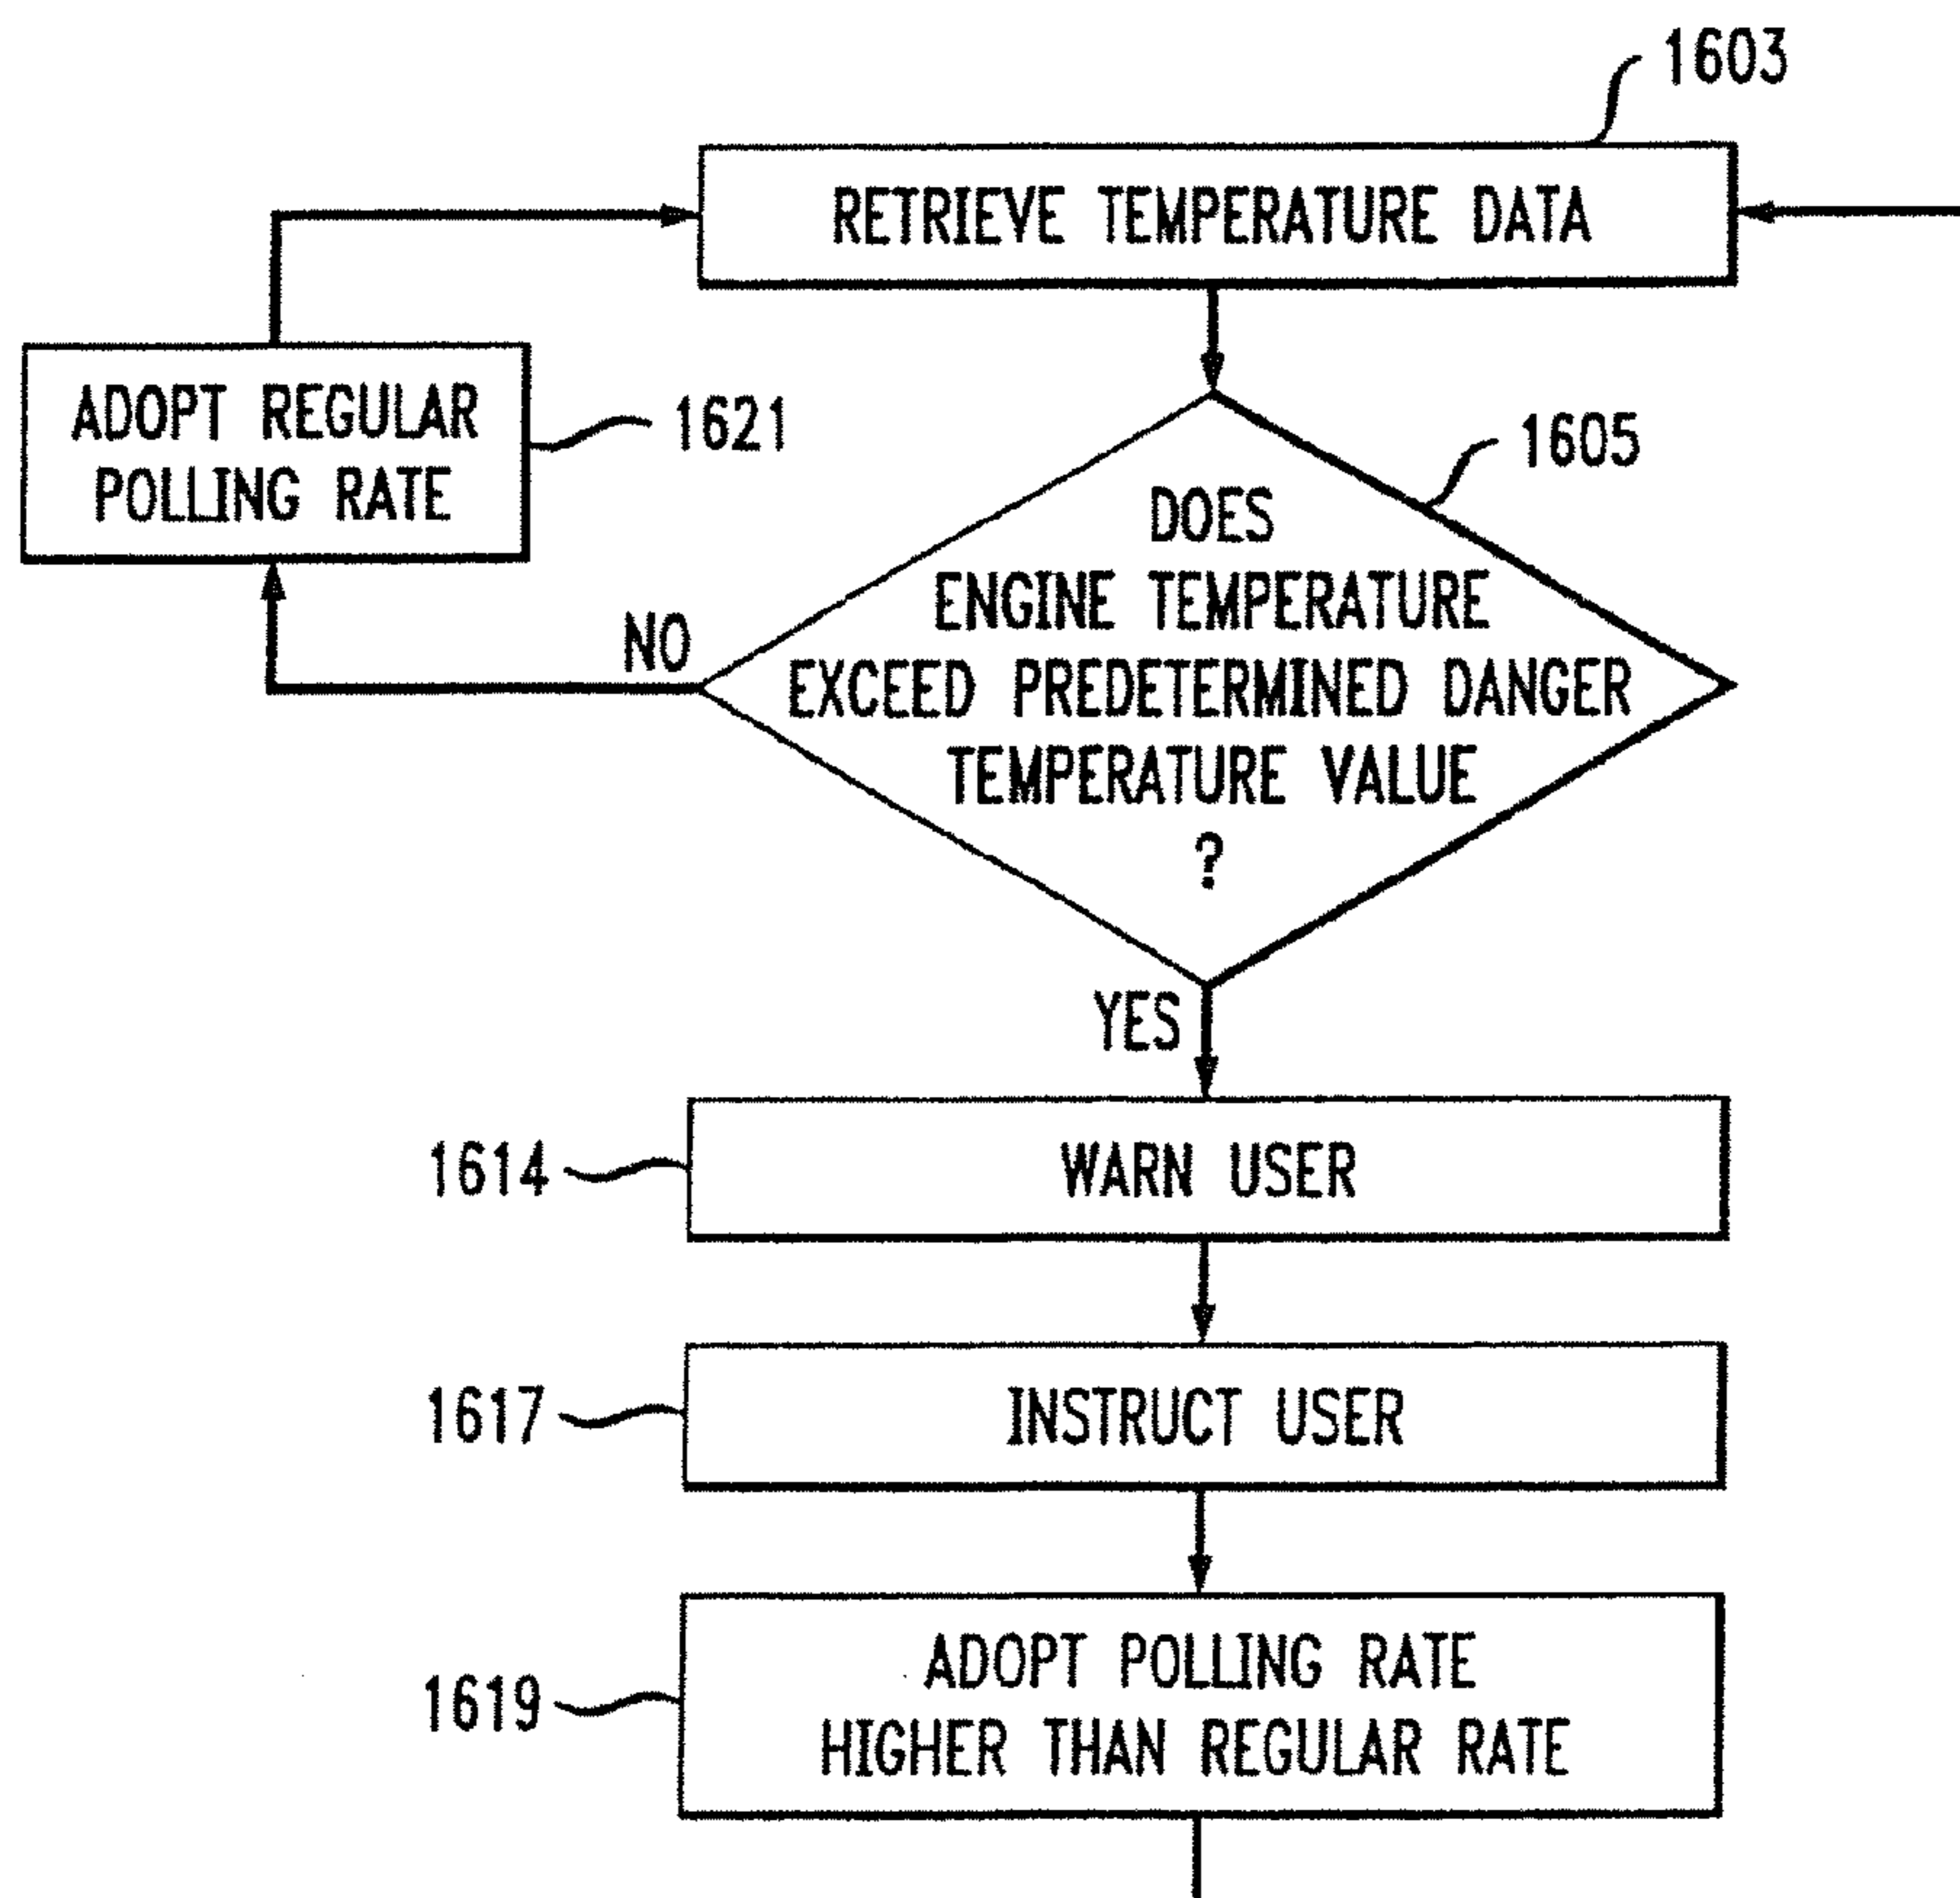 1603
RETRIEVE TEMPERATURE DATA
ADOPT REGULAR
POLLING RATE
1621
1605
DOES
ENGINE TEMPERATURE
EXCEED PREDETERMINED DANGER
TEMPERATURE VALUE
?
NO
YES
1614
WARN USER
1617
INSTRUCT USER
1619
ADOPT POLLING RATE
HIGHER THAN REGULAR RATE